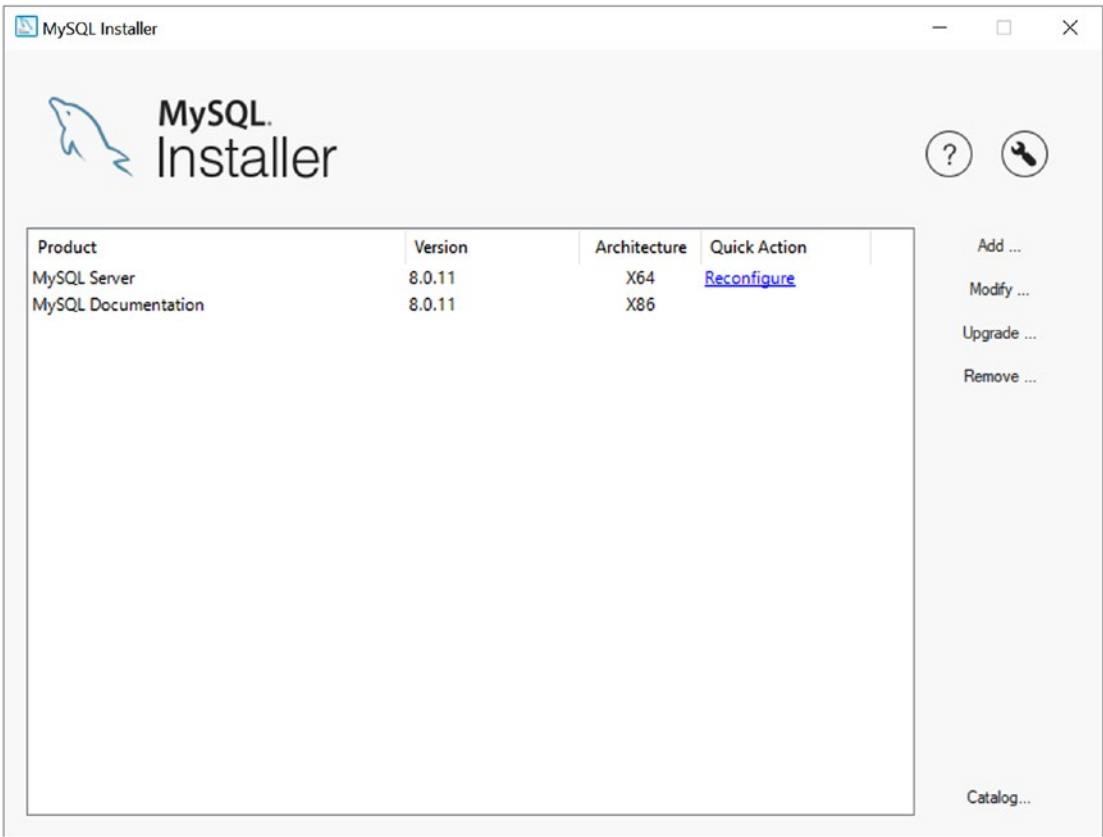 MySQL Installer
MySQL.
Installer
?
Product Version Architecture Quick Action
MySQL Server 8.0.11 X64 Reconfigure
MySQL Documentation 8.0.11 X86
Add ...
Modify ...
Upgrade ...
Remove ...
Catalog...